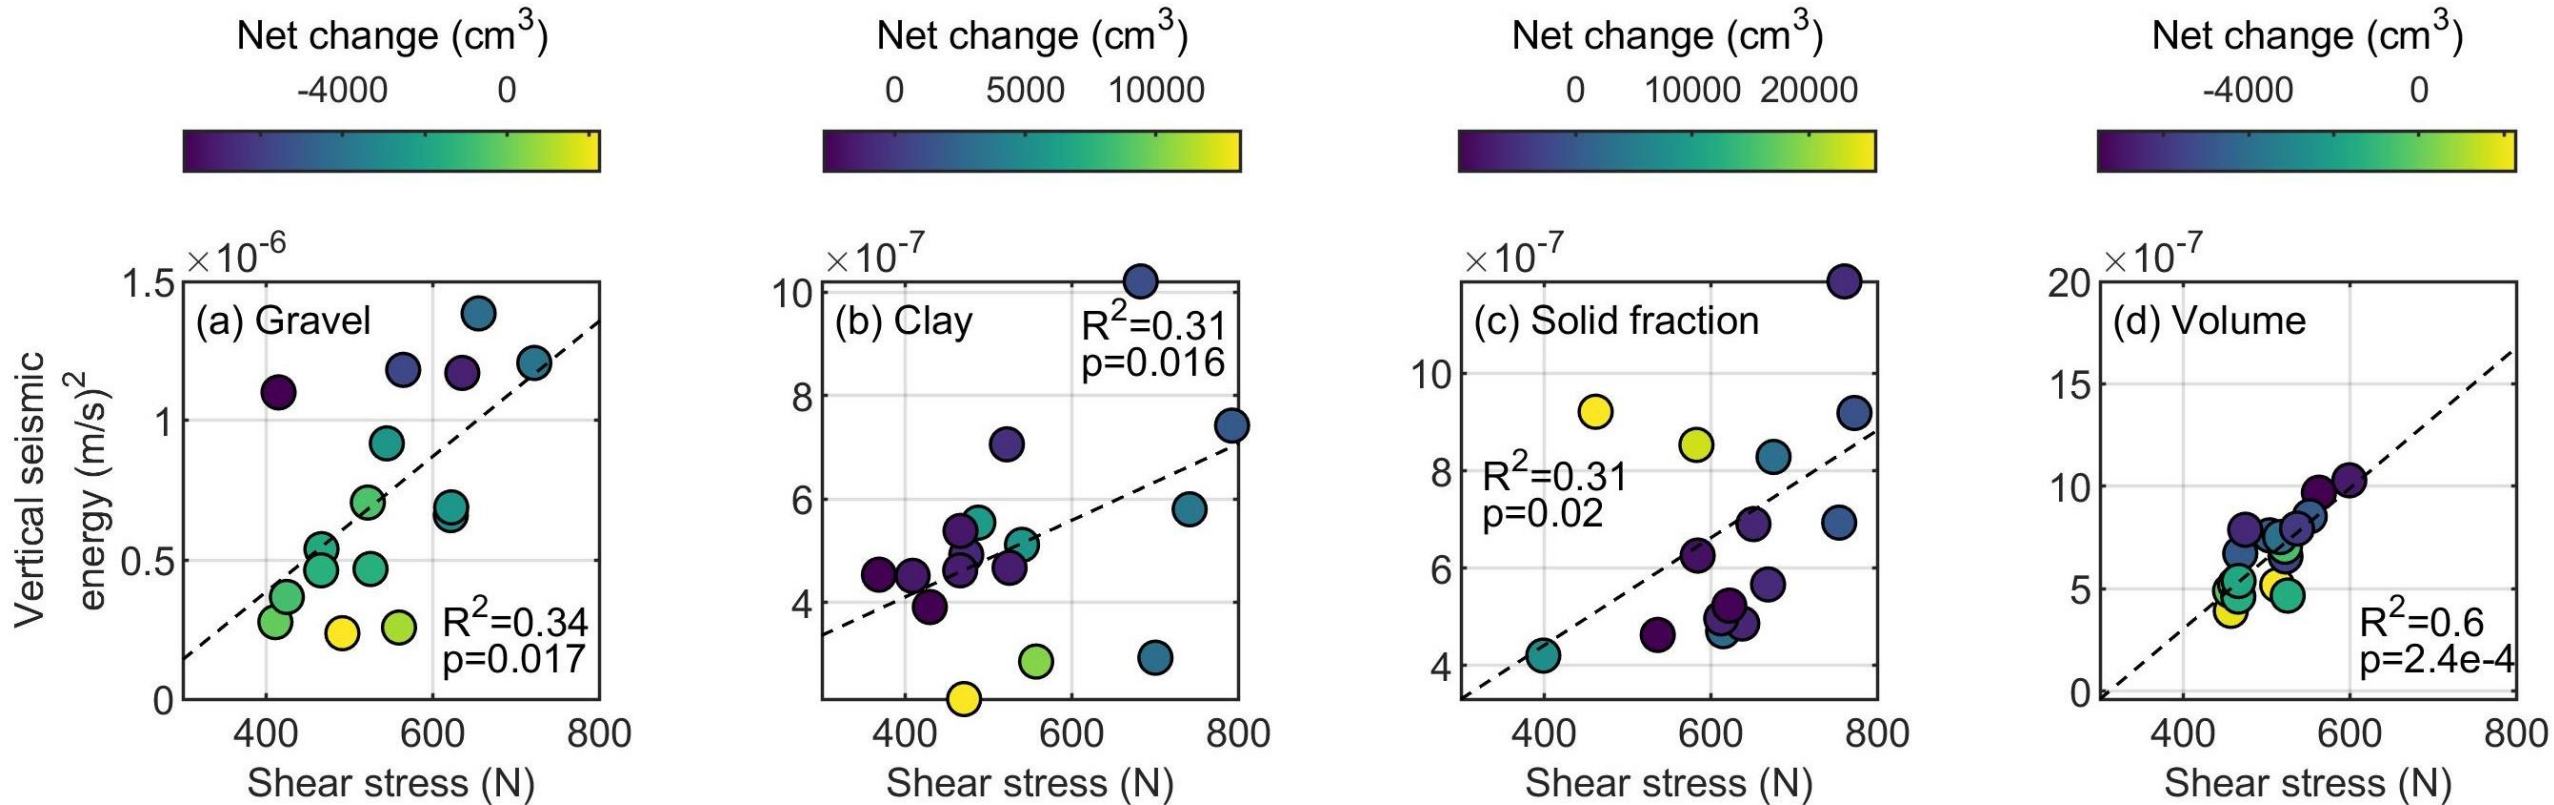 Net change (cm³)
-4000 0
Net change (cm³)
0 5000 10000
Net change (cm³)
0 10000 20000
Net change (cm³)
-4000 0
Vertical seismic
energy (m/s)²
×10⁻⁶
1.5
1
0.5
0
(a) Gravel
R²=0.34
p=0.017
400 600 800
Shear stress (N)
×10⁻⁷
10
8
6
4
(b) Clay
R²=0.31
p=0.016
400 600 800
Shear stress (N)
×10⁻⁷
10
8
6
4
(c) Solid fraction
R²=0.31
p=0.02
400 600 800
Shear stress (N)
×10⁻⁷
20
15
10
5
0
(d) Volume
R²=0.6
p=2.4e-4
400 600 800
Shear stress (N)